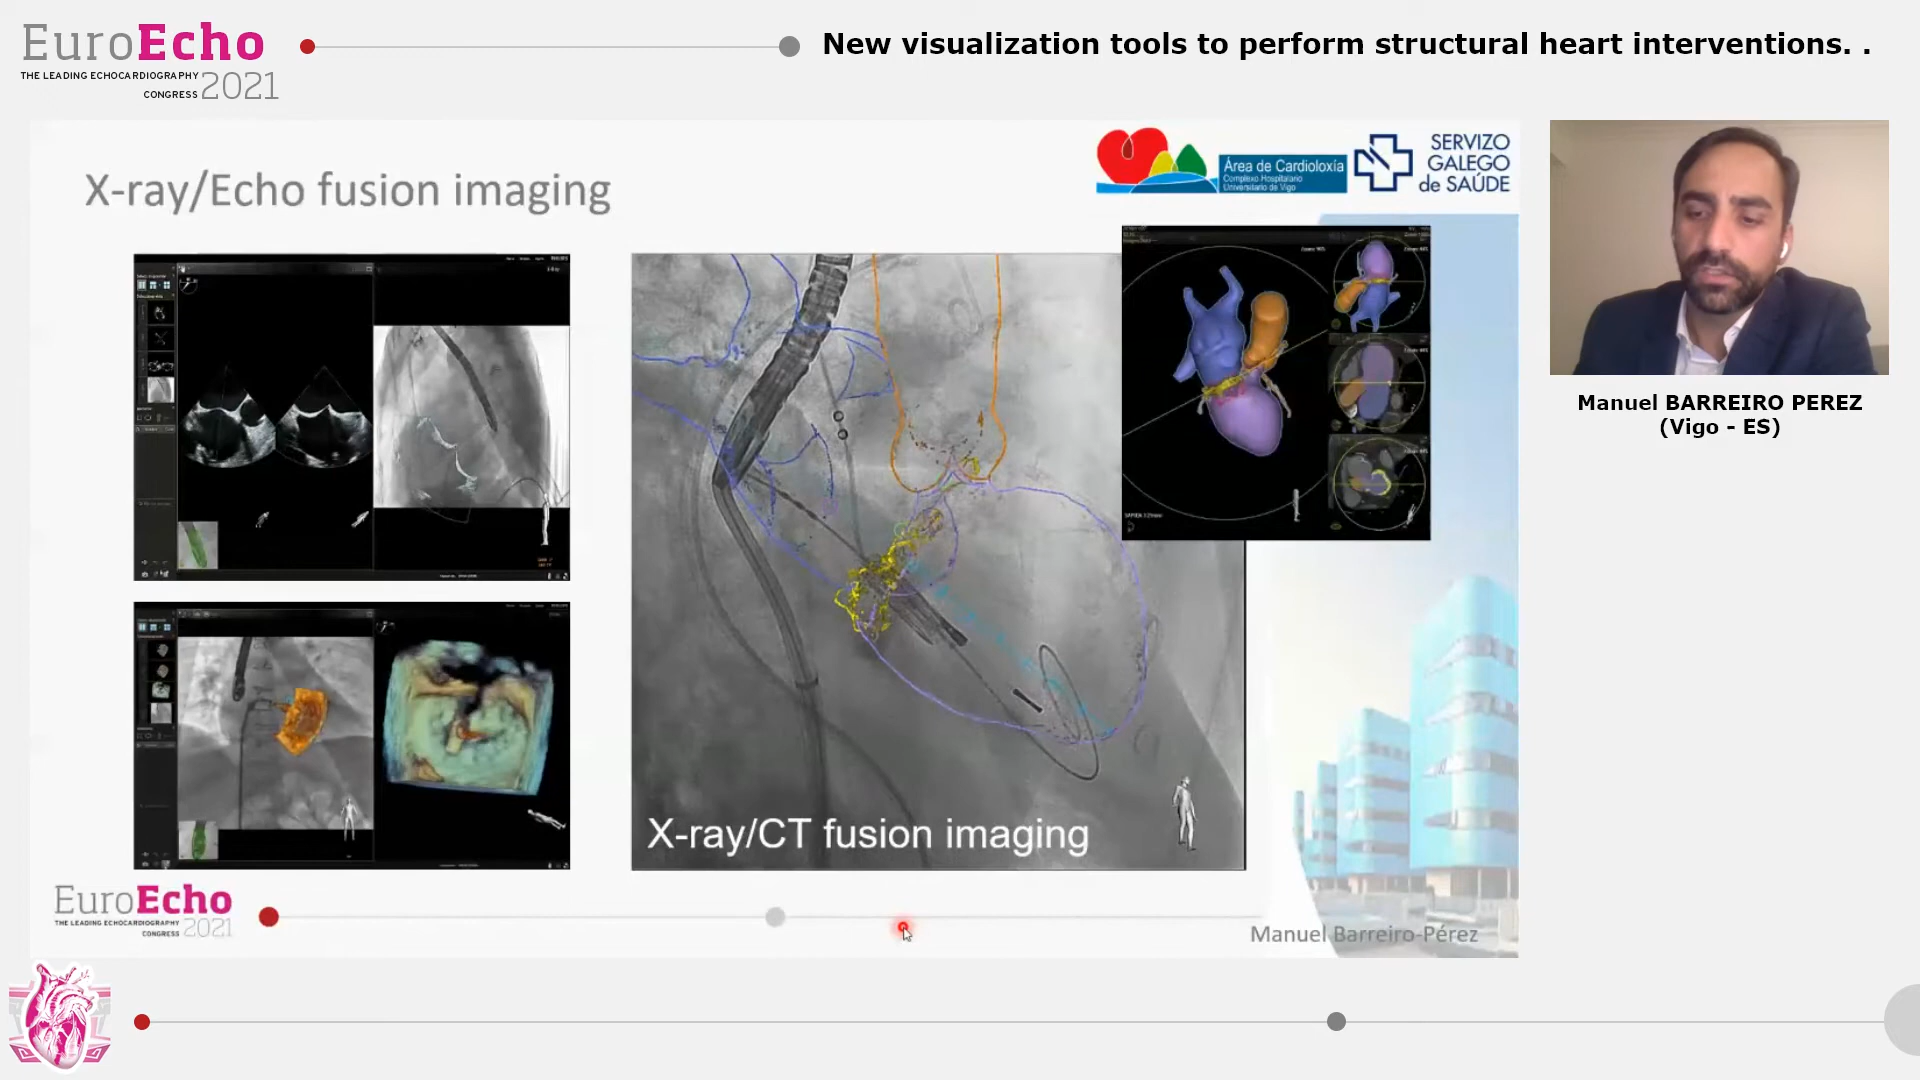 EuroEcho
THE LEADING ECHOCARDIOGRAPHY
CONGRESS 2021
New visualization tools to perform structural heart interventions. .
X-ray/Echo fusion imaging
Área de Cardioloxía
Complexo Hospitalario
Universitario de Vigo
SERVIZO
GALEGO
de SAÚDE
X-ray/CT fusion imaging
Manuel BARREIRO PEREZ
(Vigo - ES)
EuroEcho
THE LEADING ECHOCARDIOGRAPHY
CONGRESS 2021
Manuel Barreiro-Pérez